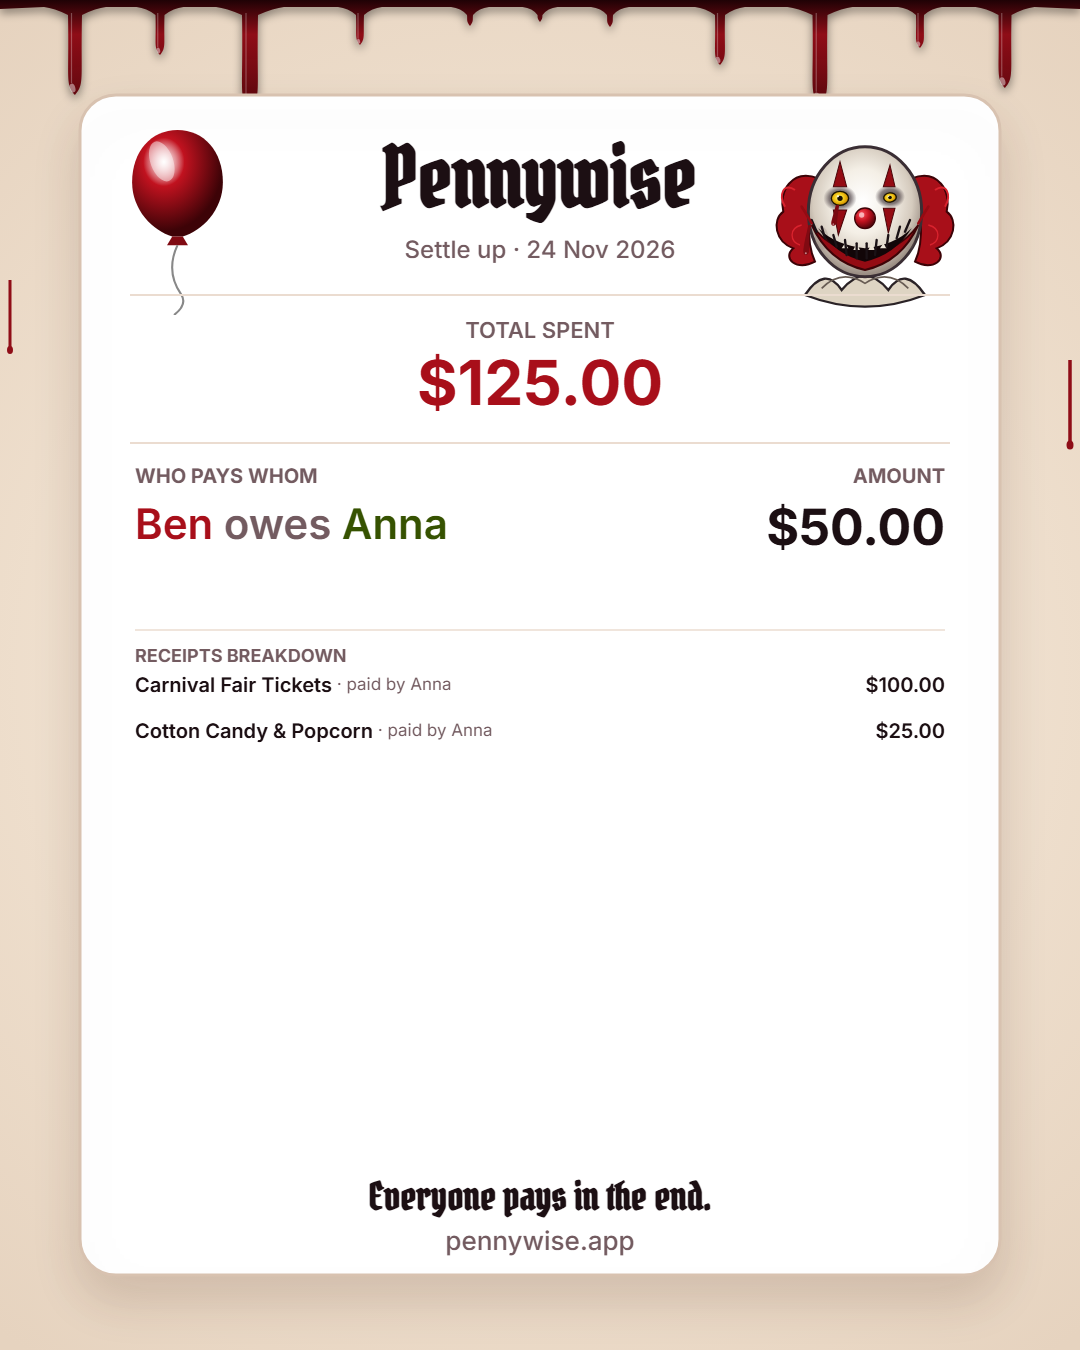 Pennywise
Settle up · 24 Nov 2026
TOTAL SPENT
$125.00
WHO PAYS WHOM AMOUNT
Ben owes Anna $50.00
RECEIPTS BREAKDOWN
Carnival Fair Tickets · paid by Anna $100.00
Cotton Candy & Popcorn · paid by Anna $25.00
Everyone pays in the end.
pennywise.app